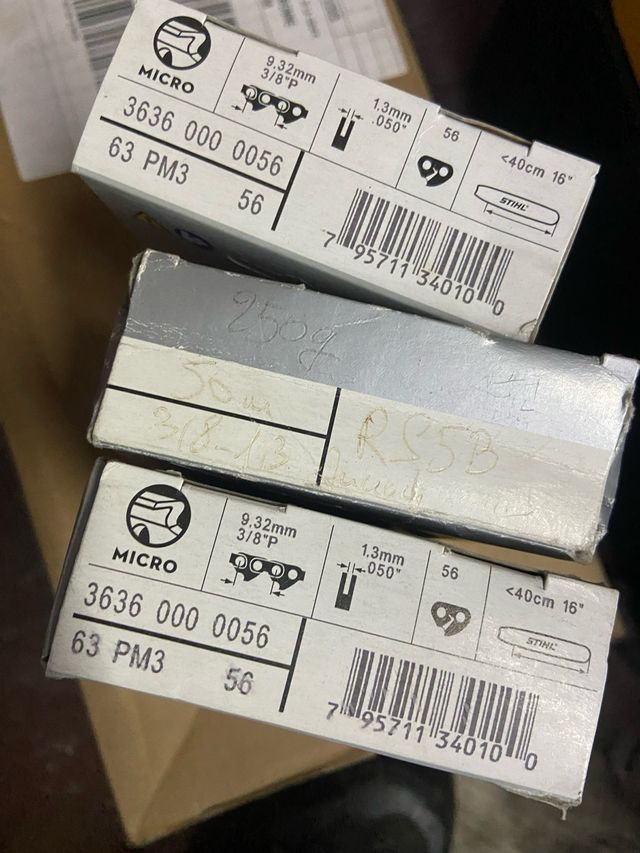 MICRO
9,32mm
3/8"P
1,3mm
.050"
56
<40cm 16"
3636 000 0056
63 PM3 56
STIHL
7 95711 34010 0
250g
50
3/8-1,3
RS5B
MICRO
9,32mm
3/8"P
1,3mm
.050"
56
<40cm 16"
3636 000 0056
63 PM3 56
STIHL
7 95711 34010 0